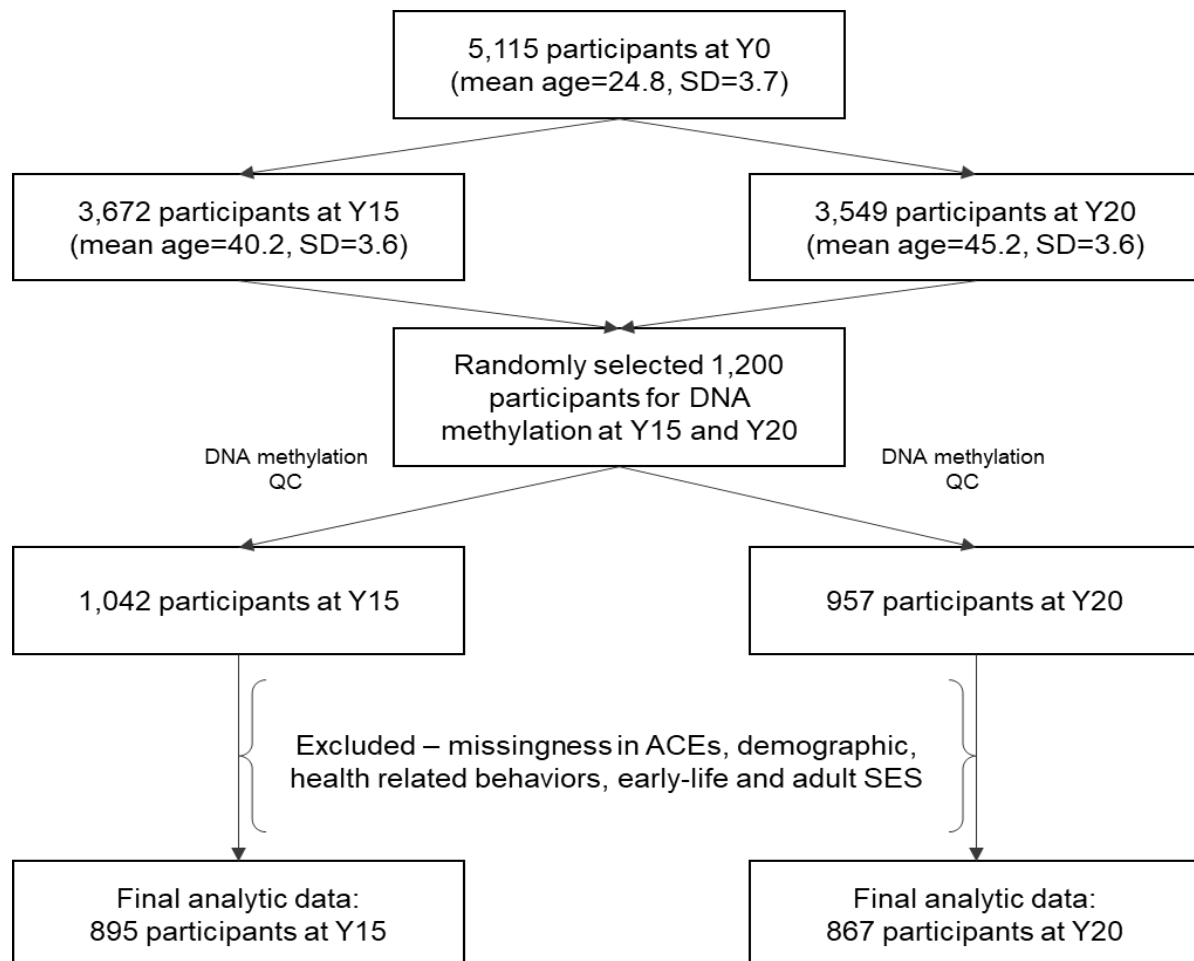 5,115 participants at Y0
(mean age=24.8, SD=3.7)
3,672 participants at Y15
(mean age=40.2, SD=3.6)
3,549 participants at Y20
(mean age=45.2, SD=3.6)
Randomly selected 1,200
participants for DNA
methylation at Y15 and Y20
DNA methylation
QC
DNA methylation
QC
1,042 participants at Y15
957 participants at Y20
Excluded – missingness in ACEs, demographic,
health related behaviors, early-life and adult SES
Final analytic data:
895 participants at Y15
Final analytic data:
867 participants at Y20